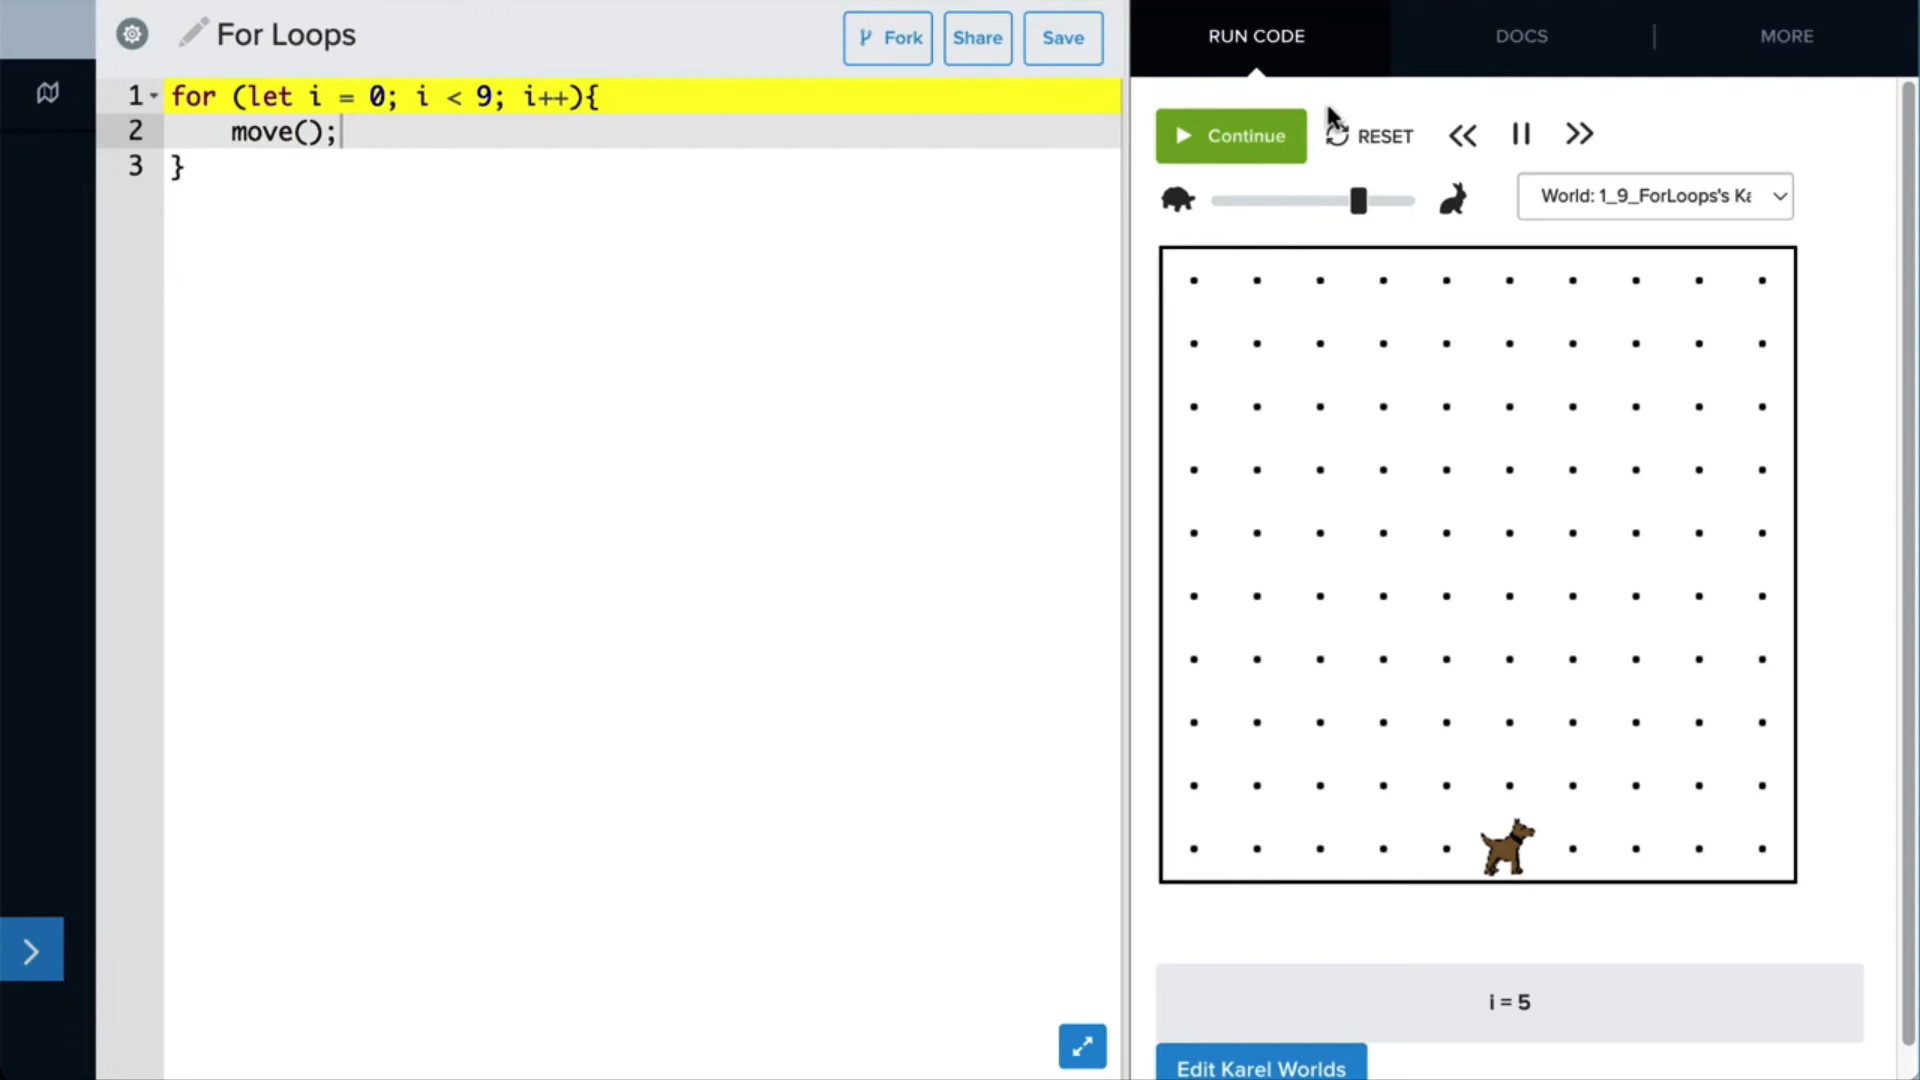 For Loops
Fork
Share
Save
RUN CODE
DOCS
MORE
1 for (let i = 0; i < 9; i++){
2 move();
3 }
Continue
RESET
World: 1_9_ForLoops's Ka
i = 5
Edit Karel Worlds